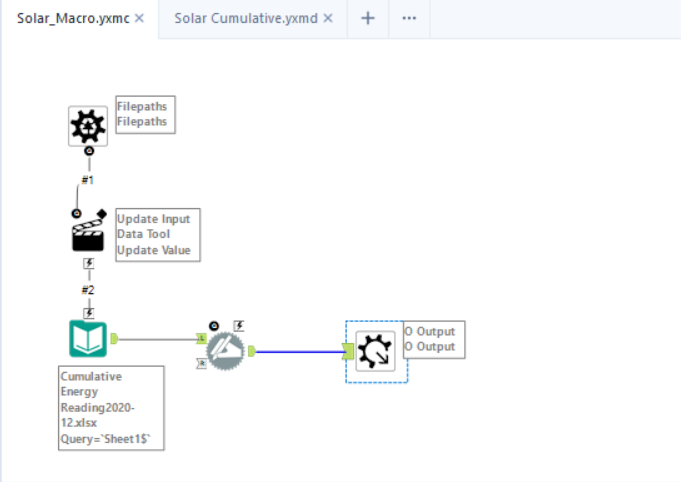 Solar_Macro.yxmc
Solar Cumulative.yxmd
Filepaths
Filepaths
#1
Update Input
Data Tool
Update Value
#2
O Output
O Output
Cumulative
Energy
Reading2020-
12.xlsx
Query=`Sheet1$`